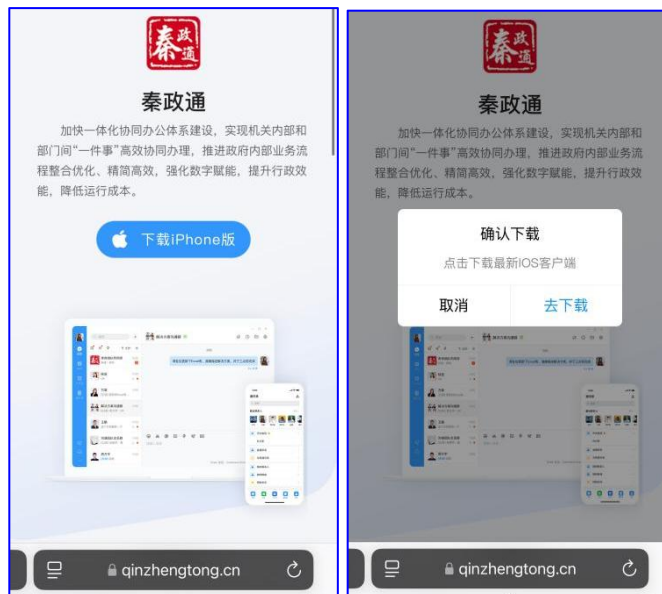 秦政通
秦政通
加快一体化协同办公体系建设，实现机关内部和
部门间“一件事”高效协同办理，推进政府内部业务流
程整合优化、精简高效，强化数字赋能，提升行政效
能，降低运行成本。
下载iPhone版
qinzhengtong.cn
秦政通
秦政通
加快一体化协同办公体系建设，实现机关内部和
部门间“一件事”高效协同办理，推进政府内部业务流
程整合优化、精简高效，强化数字赋能，提升行政效
能，降低运行成本。
确认下载
点击下载最新IOS客户端
取消
去下载
qinzhengtong.cn